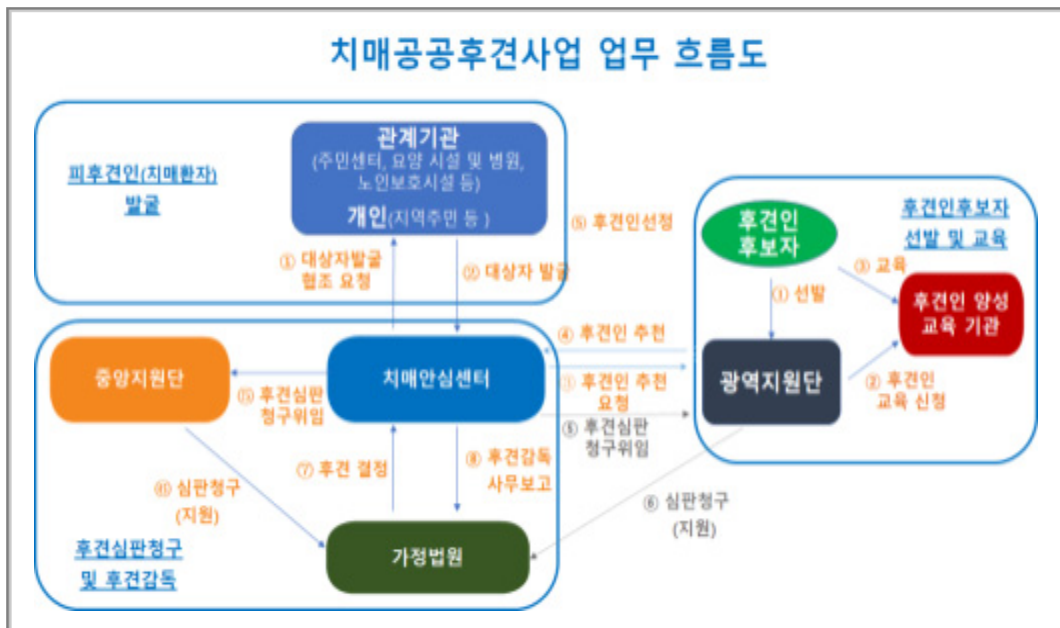 치매공공후견사업 업무 흐름도
피후견인(치매환자)
발굴
관계기관
(주민센터, 요양 시설 및 병원,
노인보호시설 등)
개인(지역주민 등 )
① 대상자발굴
협조 요청
② 대상자 발굴
⑤ 후견인선정
후견인후보자
선발 및 교육
후견인
후보자
① 선발
③ 교육
후견인 양성
교육 기관
광역지원단
② 후견인
교육 신청
④ 후견인 추천
후견인 추천
요청
⑤ 후견심판
청구위임
⑥ 심판청구
(지원)
중앙지원단
치매안심센터
후견심판
청구위임
⑦ 후견 결정
⑧ 후견감독
사무보고
심판청구
(지원)
가정법원
후견심판청구
및 후견감독